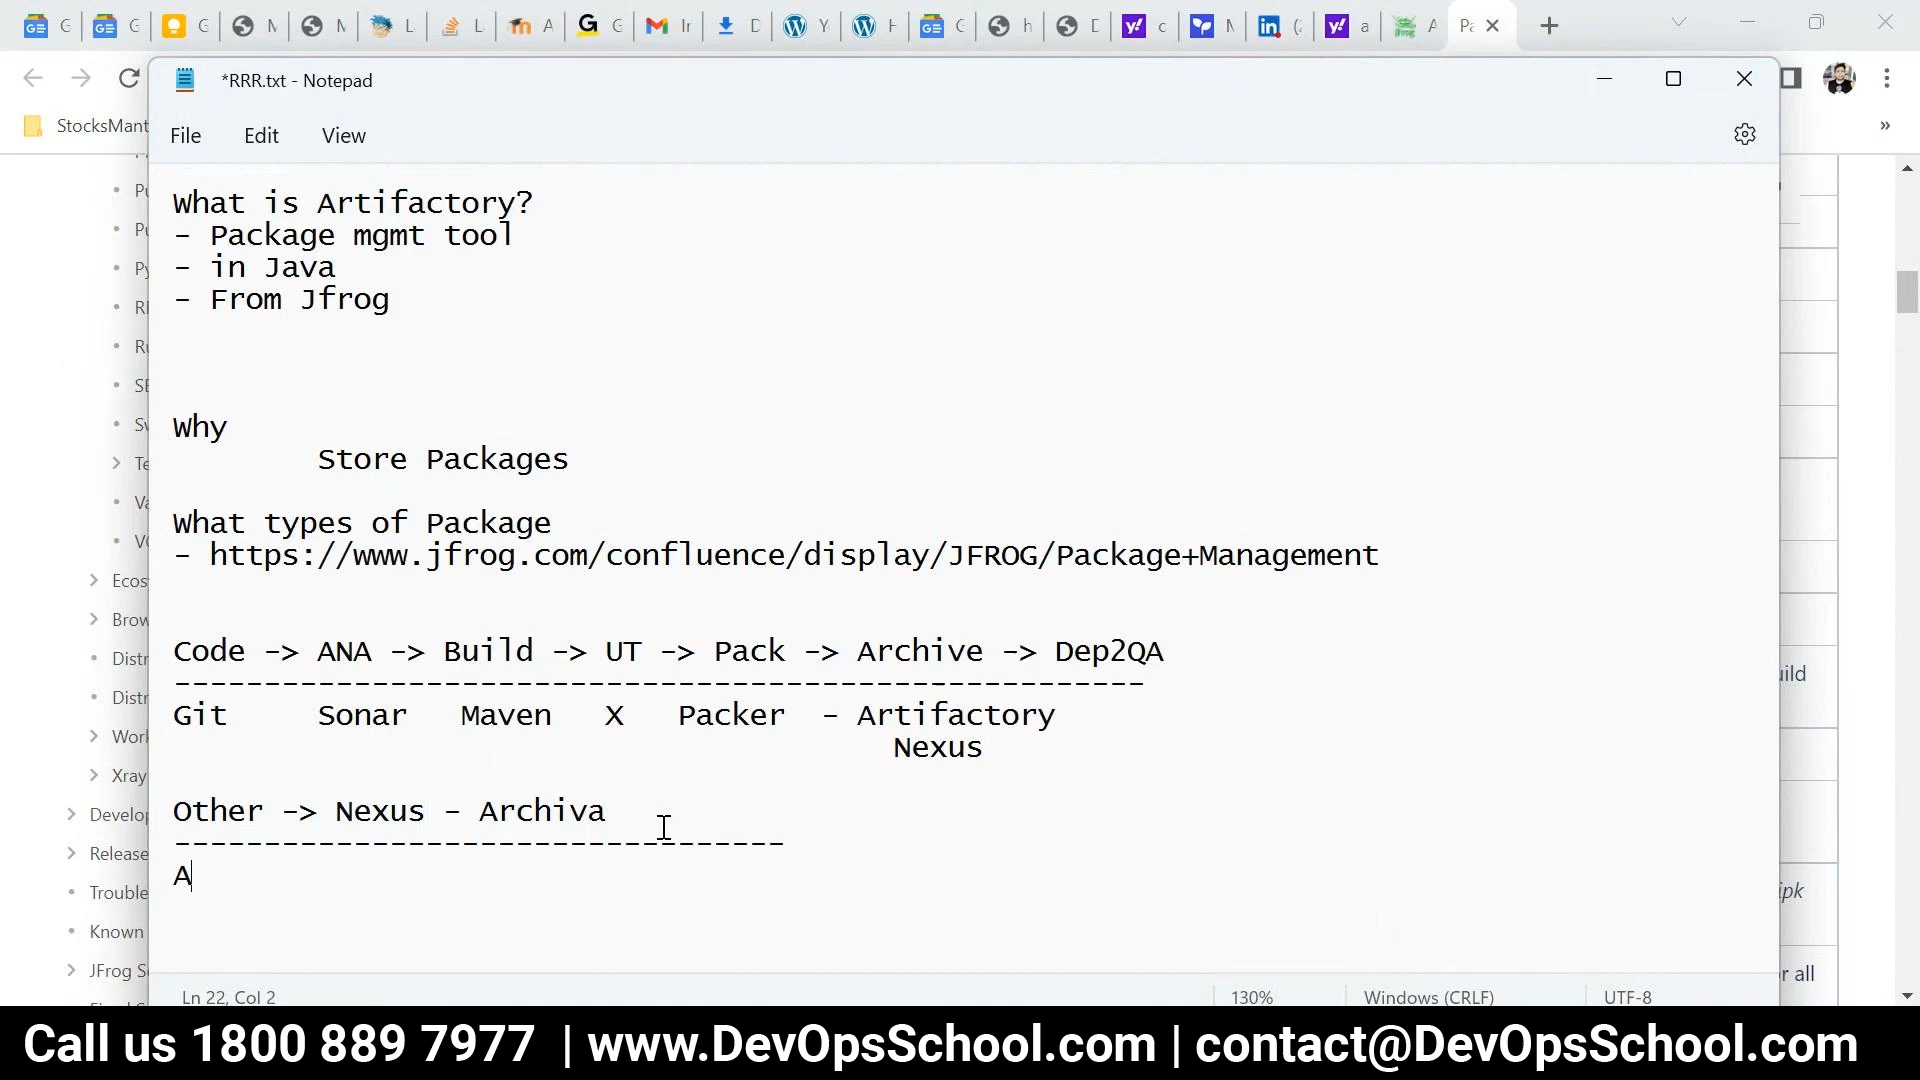 *RRR.txt - Notepad
StocksMant
File Edit View
What is Artifactory?
- Package mgmt tool
- in Java
- From Jfrog
Why
Store Packages
What types of Package
- https://www.jfrog.com/confluence/display/JFROG/Package+Management
Code -> ANA -> Build -> UT -> Pack -> Archive -> Dep2QA
------------------------------------------------------
Git Sonar Maven X Packer - Artifactory
Nexus
Other -> Nexus - Archiva
----------------------------------
A
Ecos
Brow
Distr
Distr
Work
Xray
Develop
Release
Trouble
Known
JFrog S
uild
ipk
r all
Ln 22, Col 2 130% Windows (CRLF) UTF-8
Call us 1800 889 7977 | www.DevOpsSchool.com | contact@DevOpsSchool.com